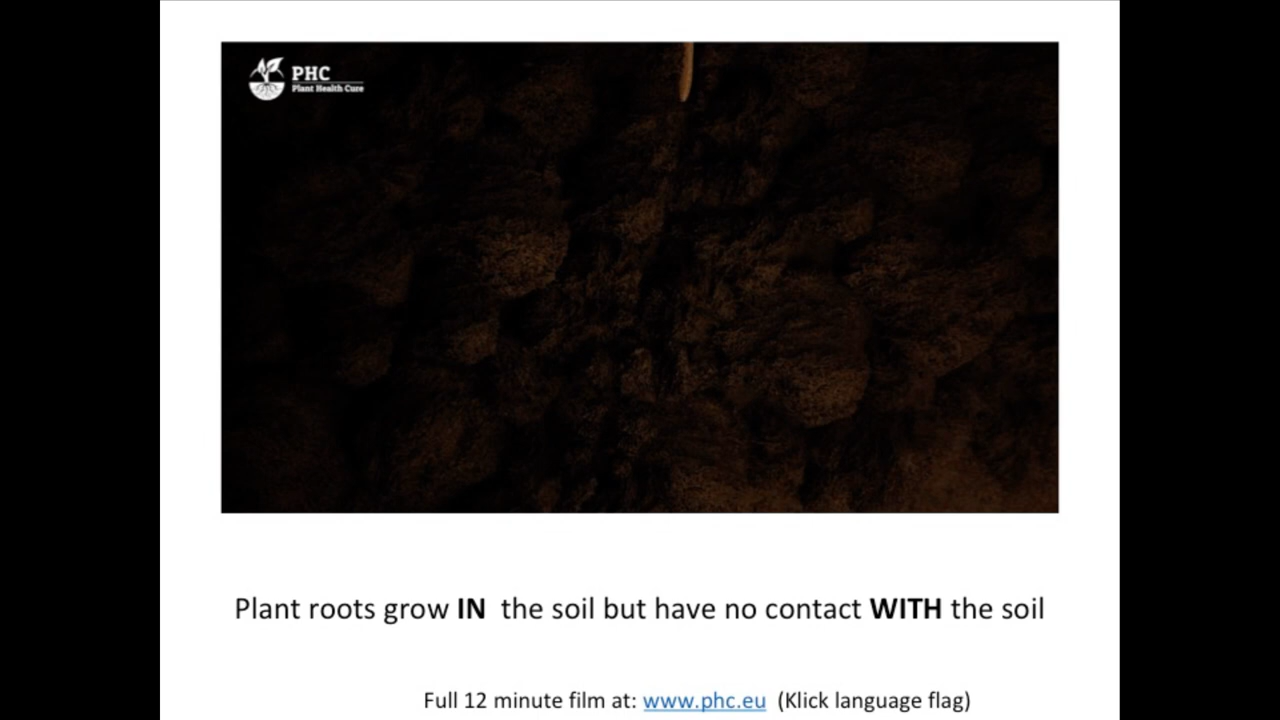 PHC
Plant Health Cure
Plant roots grow IN the soil but have no contact WITH the soil
Full 12 minute film at: www.phc.eu (Klick language flag)